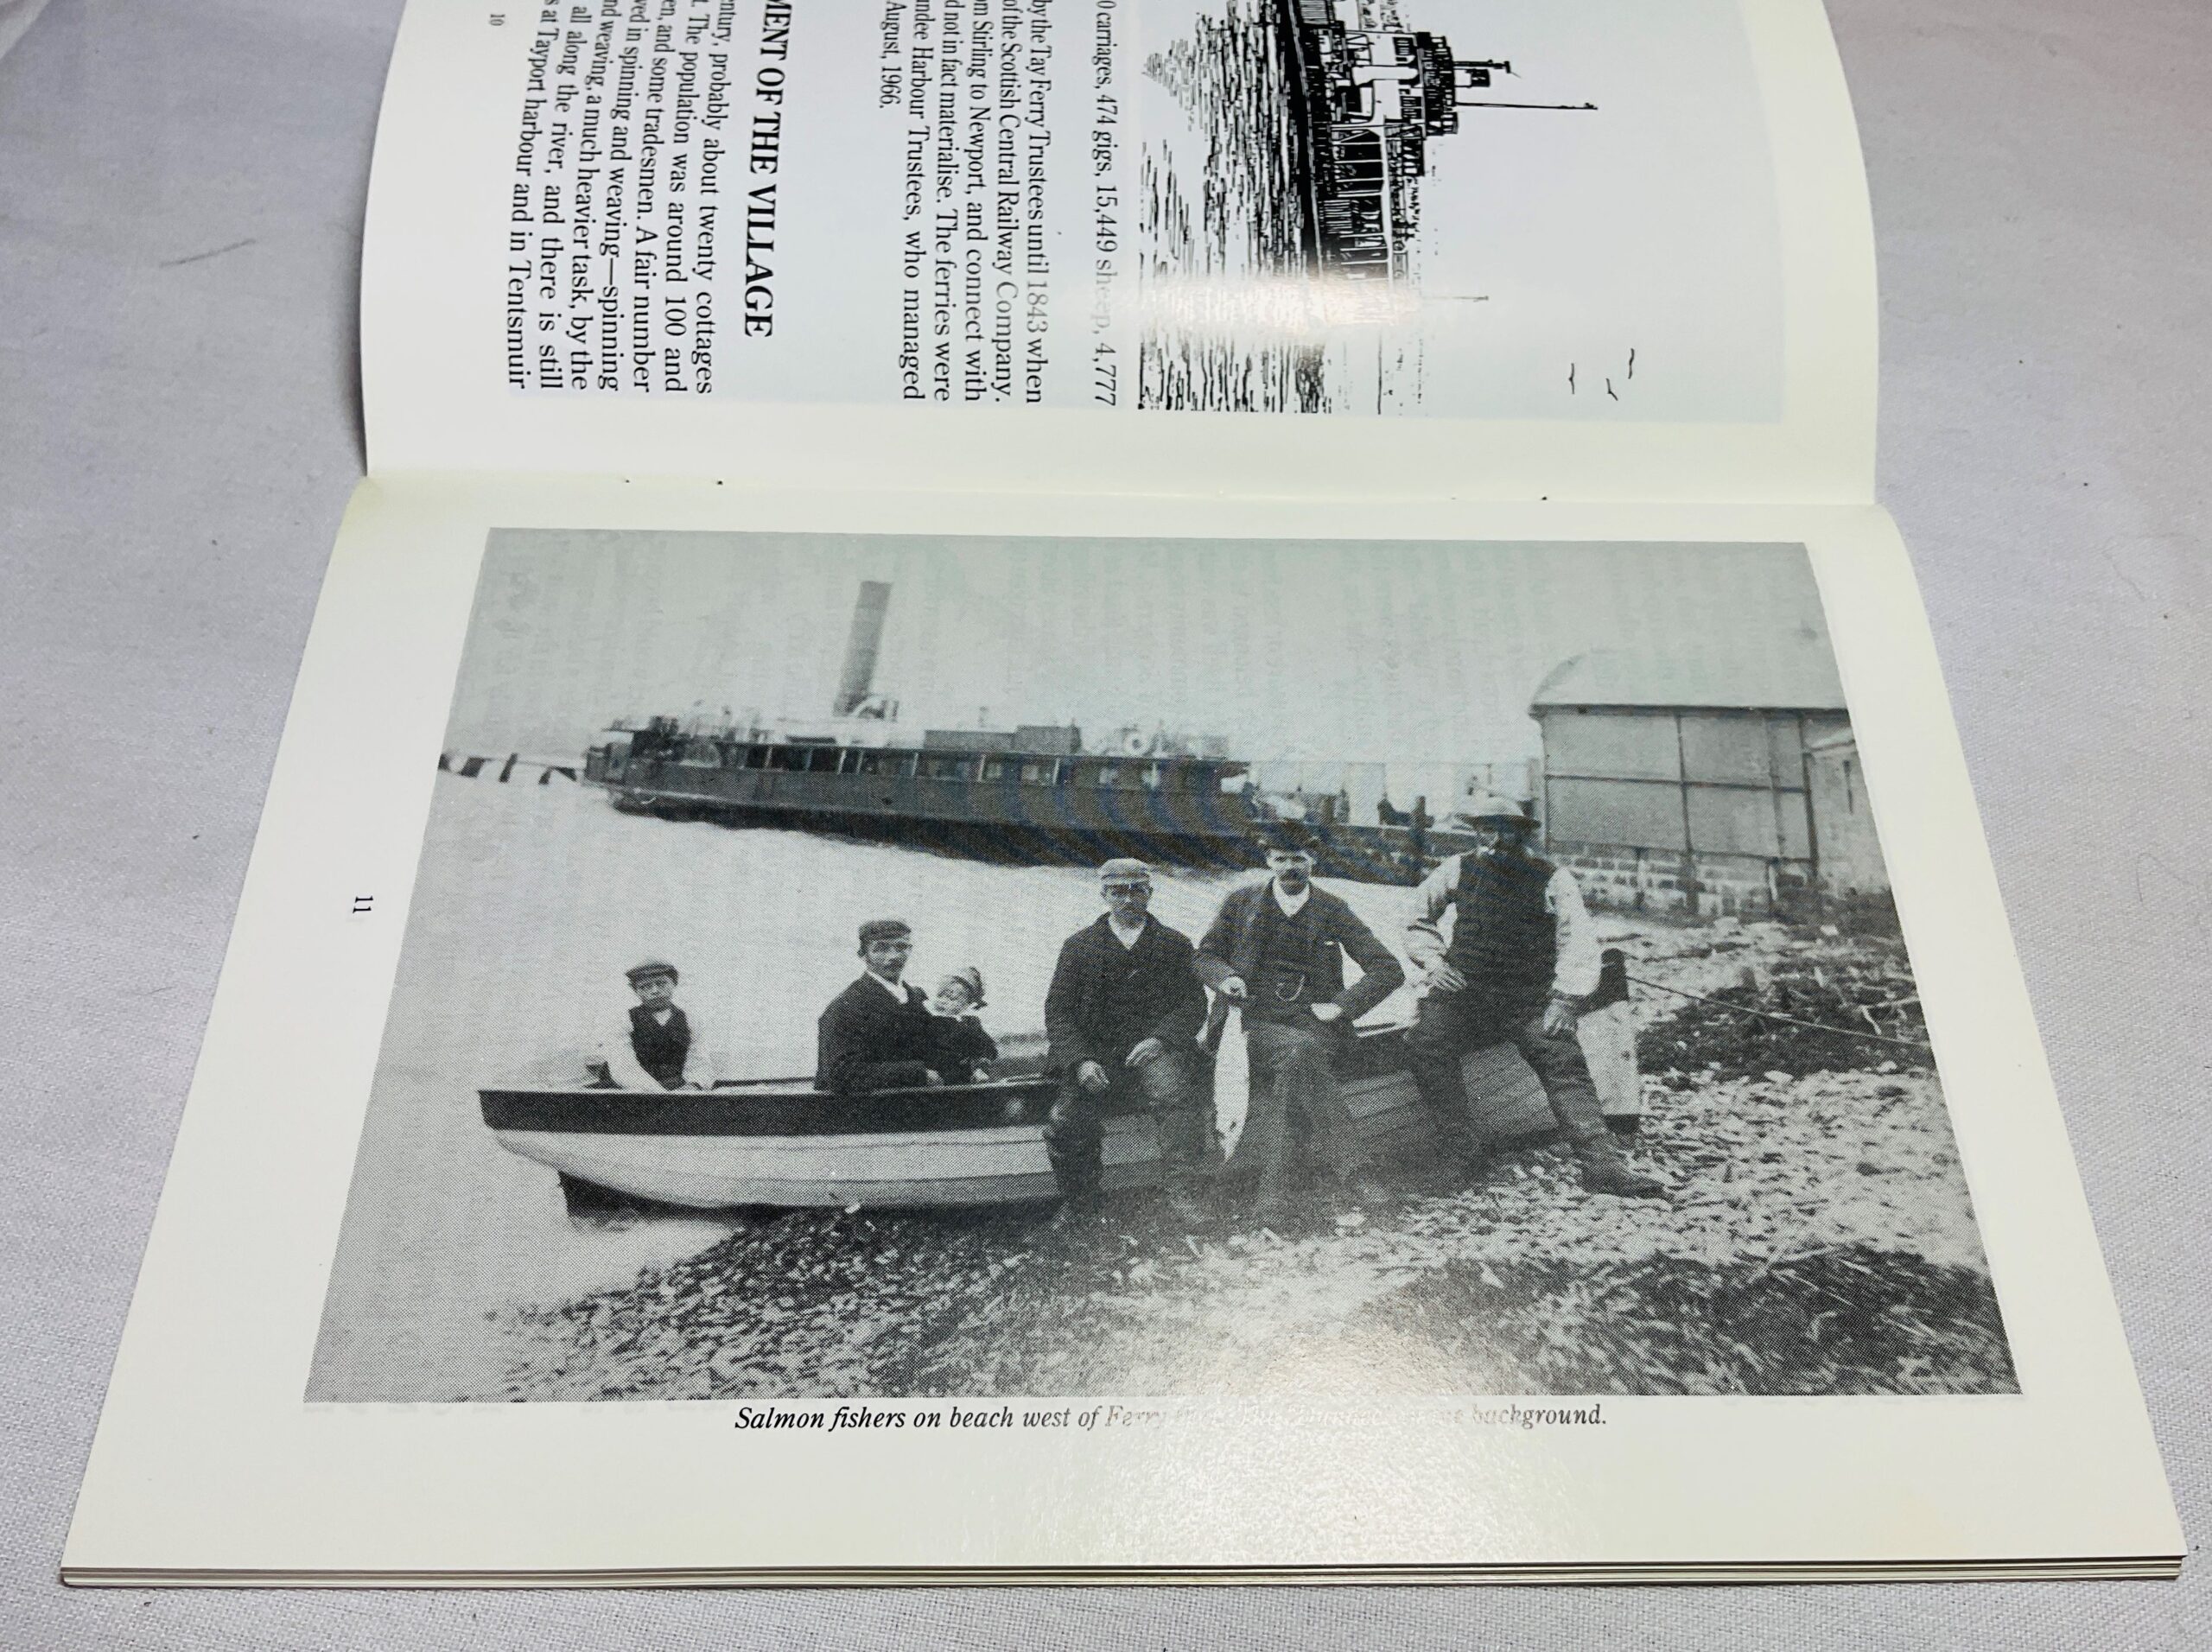 0 carriages, 474 gigs, 15,449 sheep, 4,777
by the Tay Ferry Trustees until 1843 when
of the Scottish Central Railway Company.
m Stirling to Newport, and connect with
d not in fact materialise. The ferries were
ndee Harbour Trustees, who managed
August, 1966.
MENT OF THE VILLAGE
entury, probably about twenty cottages
t. The population was around 100 and
en, and some tradesmen. A fair number
ved in spinning and weaving—spinning
nd weaving, a much heavier task, by the
all along the river, and there is still
s at Tayport harbour and in Tentsmuir
10
Salmon fishers on beach west of Ferry background.
11